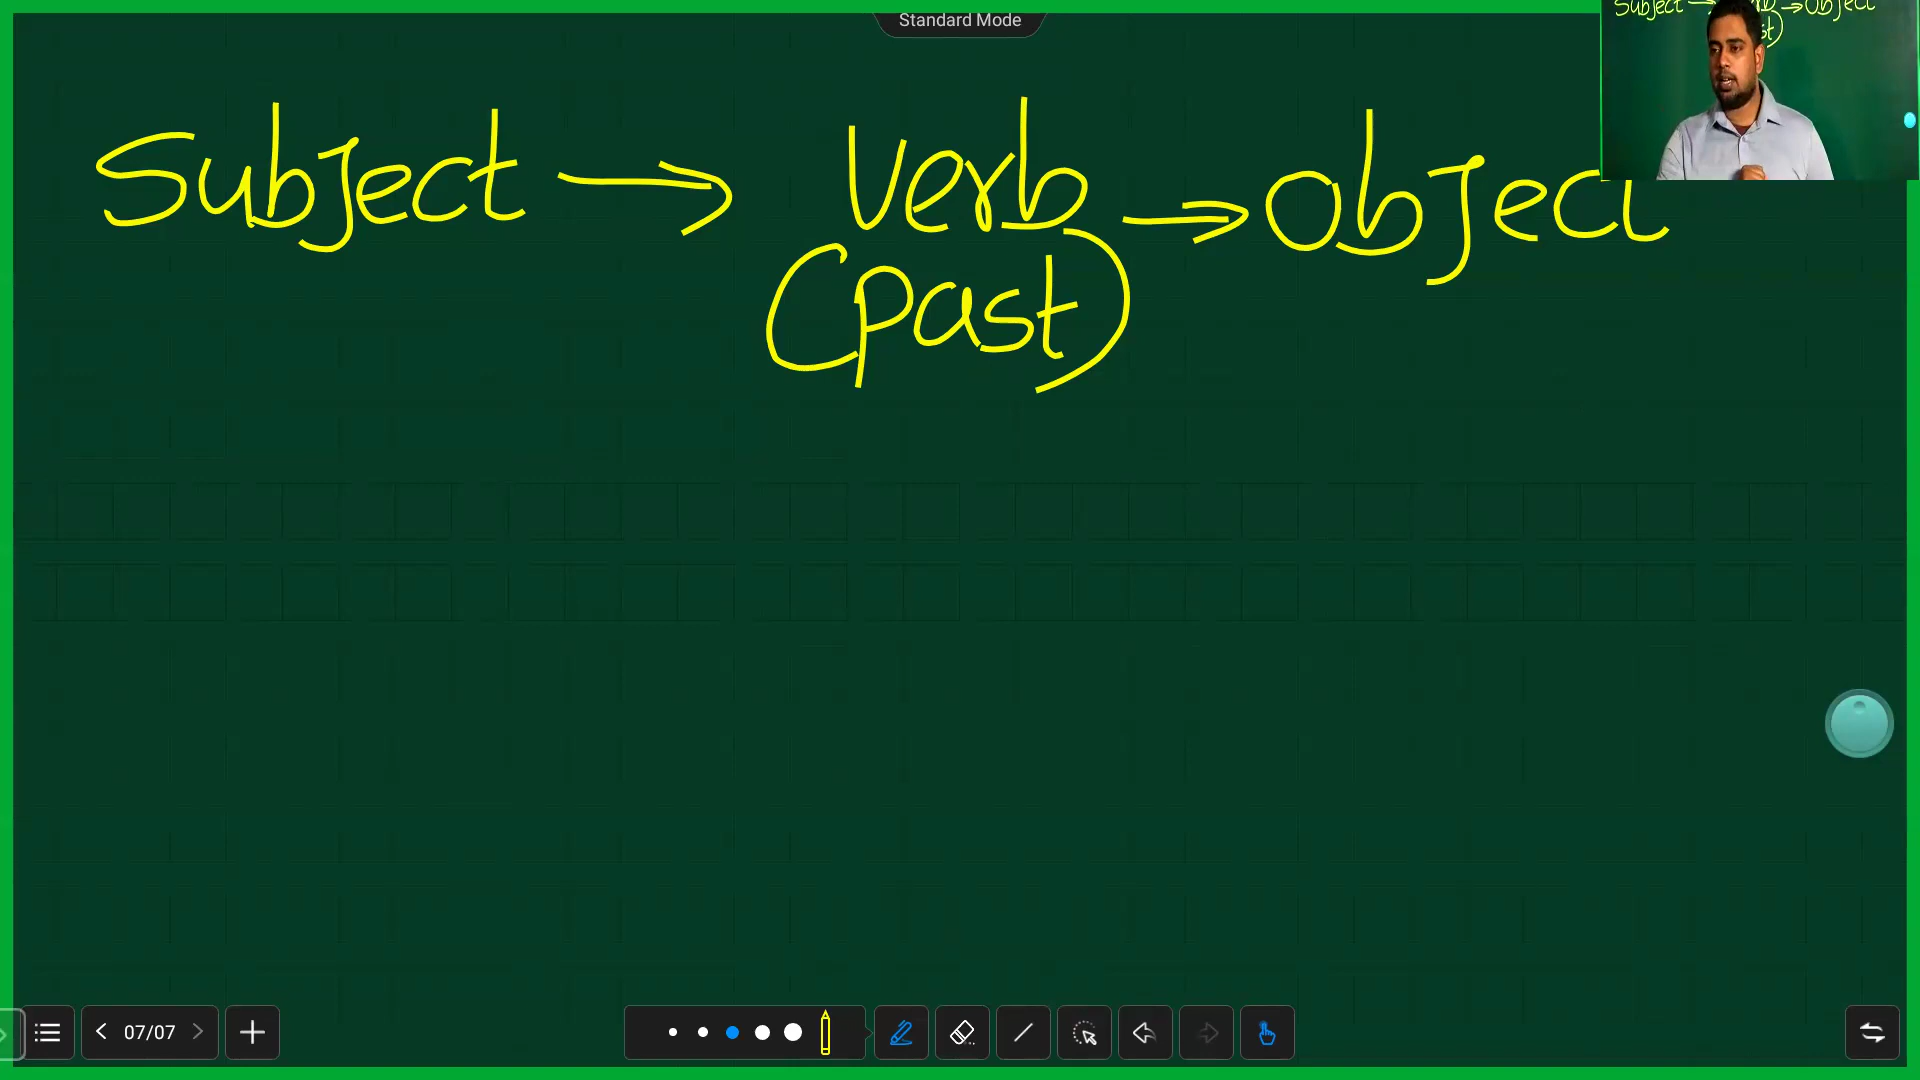 Standard Mode
Subject → Verb → Object
(past)
07/07